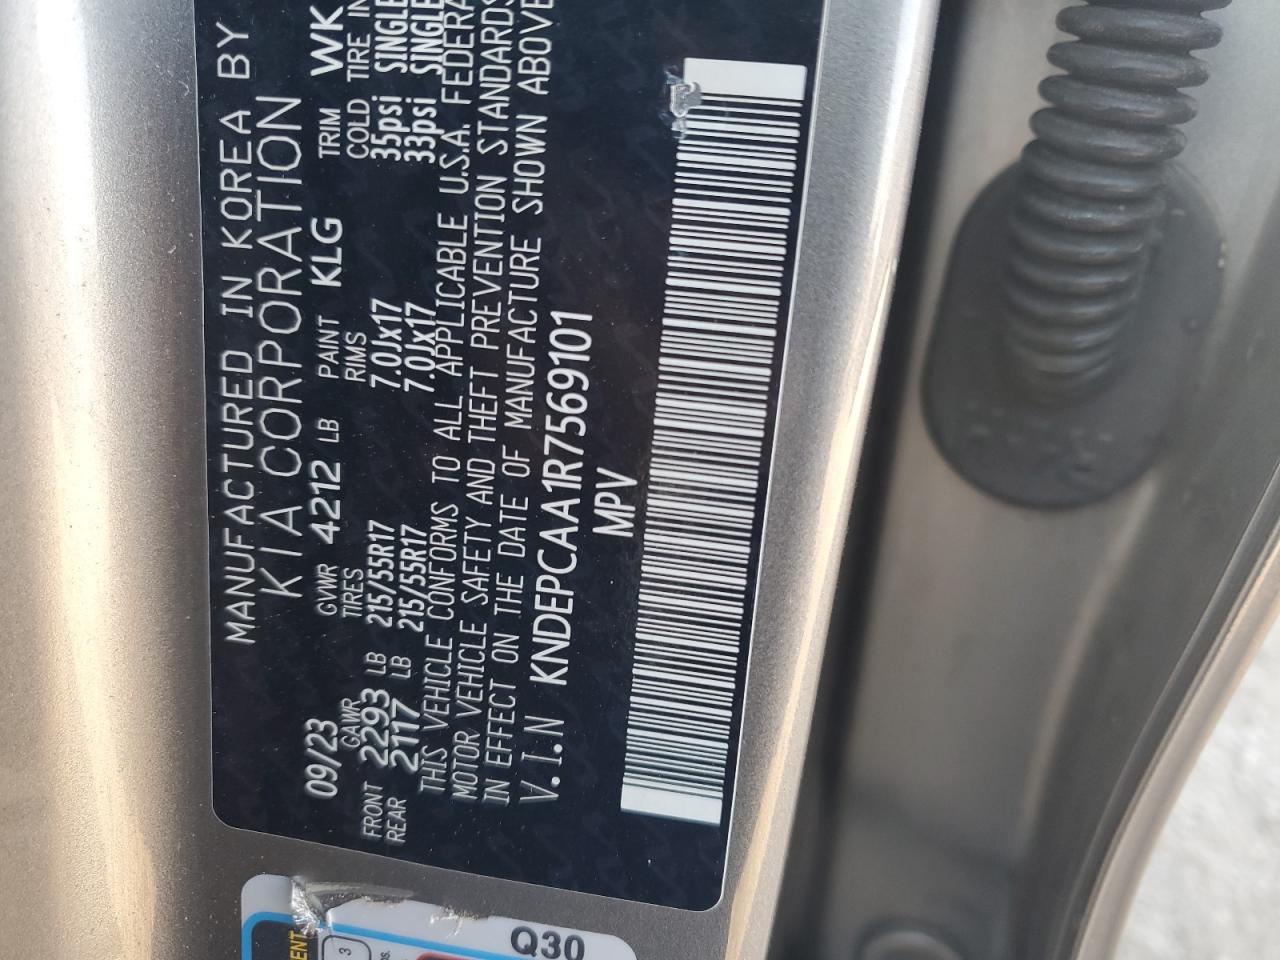 MANUFACTURED IN KOREA BY
KIA CORPORATION
09/23 GVWR 4212 LB PAINT KLG TRIM WK
GAWR TIRES RIMS COLD TIRE IN
FRONT 2293 LB 215/55R17 7.0Jx17 35psi SINGLE
REAR 2117 LB 215/55R17 7.0Jx17 33psi SINGLE
THIS VEHICLE CONFORMS TO ALL APPLICABLE U.S.A. FEDERA
MOTOR VEHICLE SAFETY AND THEFT PREVENTION STANDARDS
IN EFFECT ON THE DATE OF MANUFACTURE SHOWN ABOVE
V.I.N KNDEPCAA1R7569101
MPV
ENT
3
Q30